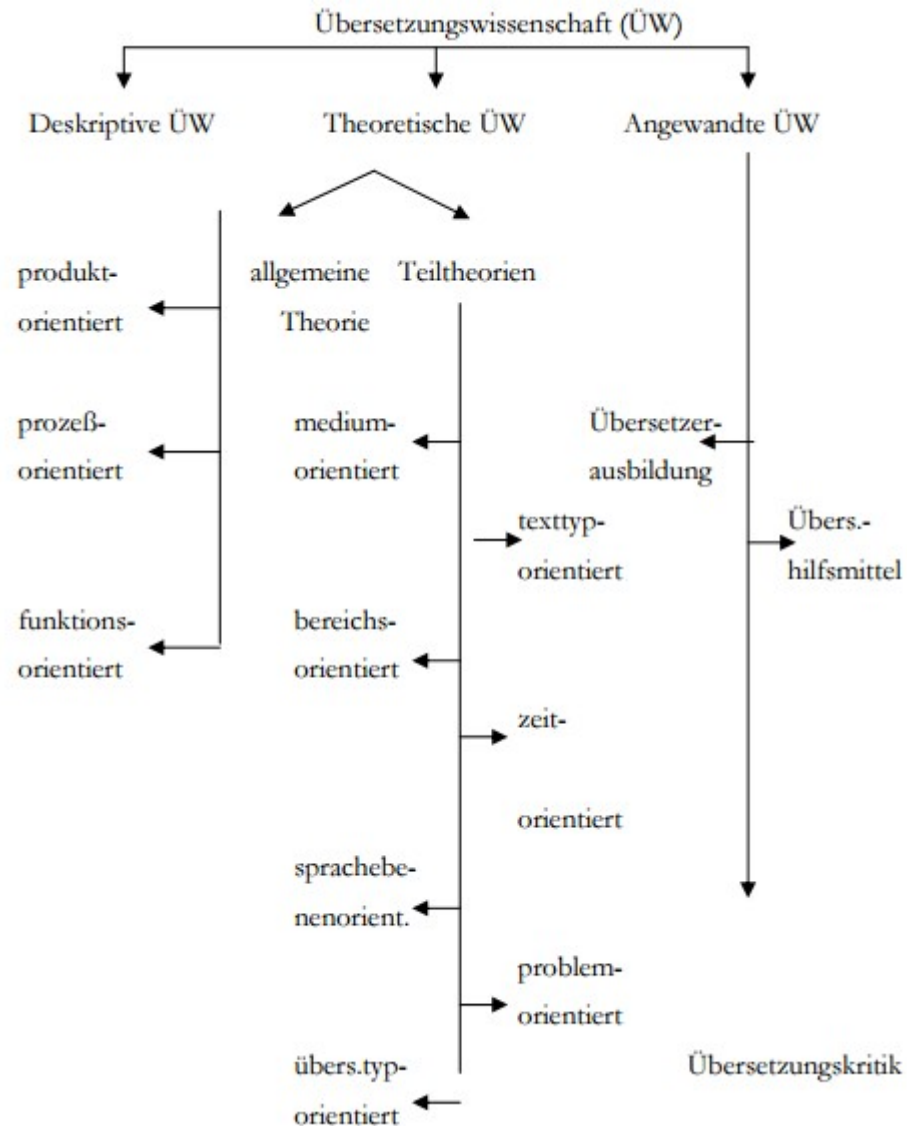 Übersetzungswissenschaft (ÜW)
Deskriptive ÜW
Theoretische ÜW
Angewandte ÜW
produkt-
orientiert
prozeß-
orientiert
funktions-
orientiert
allgemeine
Theorie
Teiltheorien
medium-
orientiert
texttyp-
orientiert
bereichs-
orientiert
zeit-
orientiert
sprachebe-
nenorient.
problem-
orientiert
übers.typ-
orientiert
Übersetzer-
ausbildung
Übers.-
hilfsmittel
Übersetzungskritik